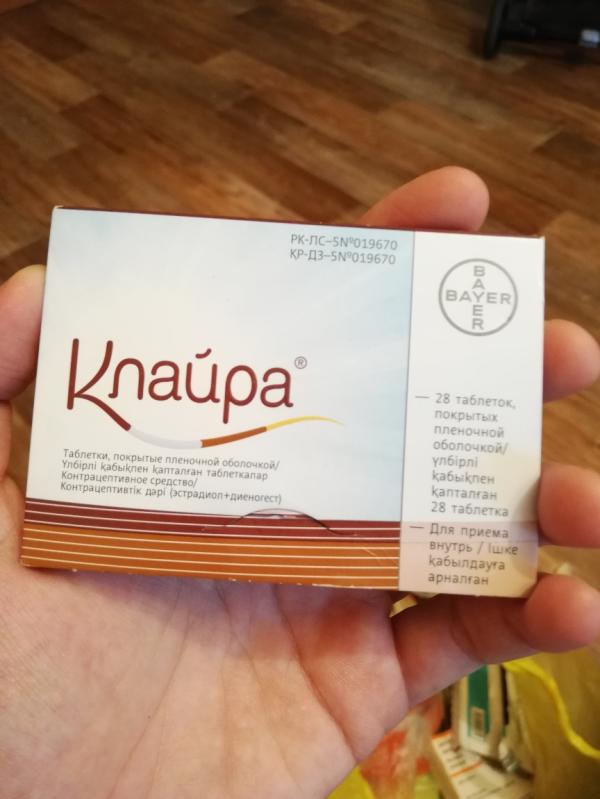 РК-ЛС–5№019670
ҚР-ДЗ–5№019670
BAYER
BAYER
Клайра®
Таблетки, покрытые пленочной оболочкой/
Үлбірлі қабықпен қапталған таблеткалар
Контрацептивное средство/
Контрацептивтік дәрі (эстрадиол+диеногест)
— 28 таблеток,
покрытых
пленочной
оболочкой/
үлбірлі
қабықпен
қапталған
28 таблетка
— Для приема
внутрь / Ішке
қабылдауға
арналған